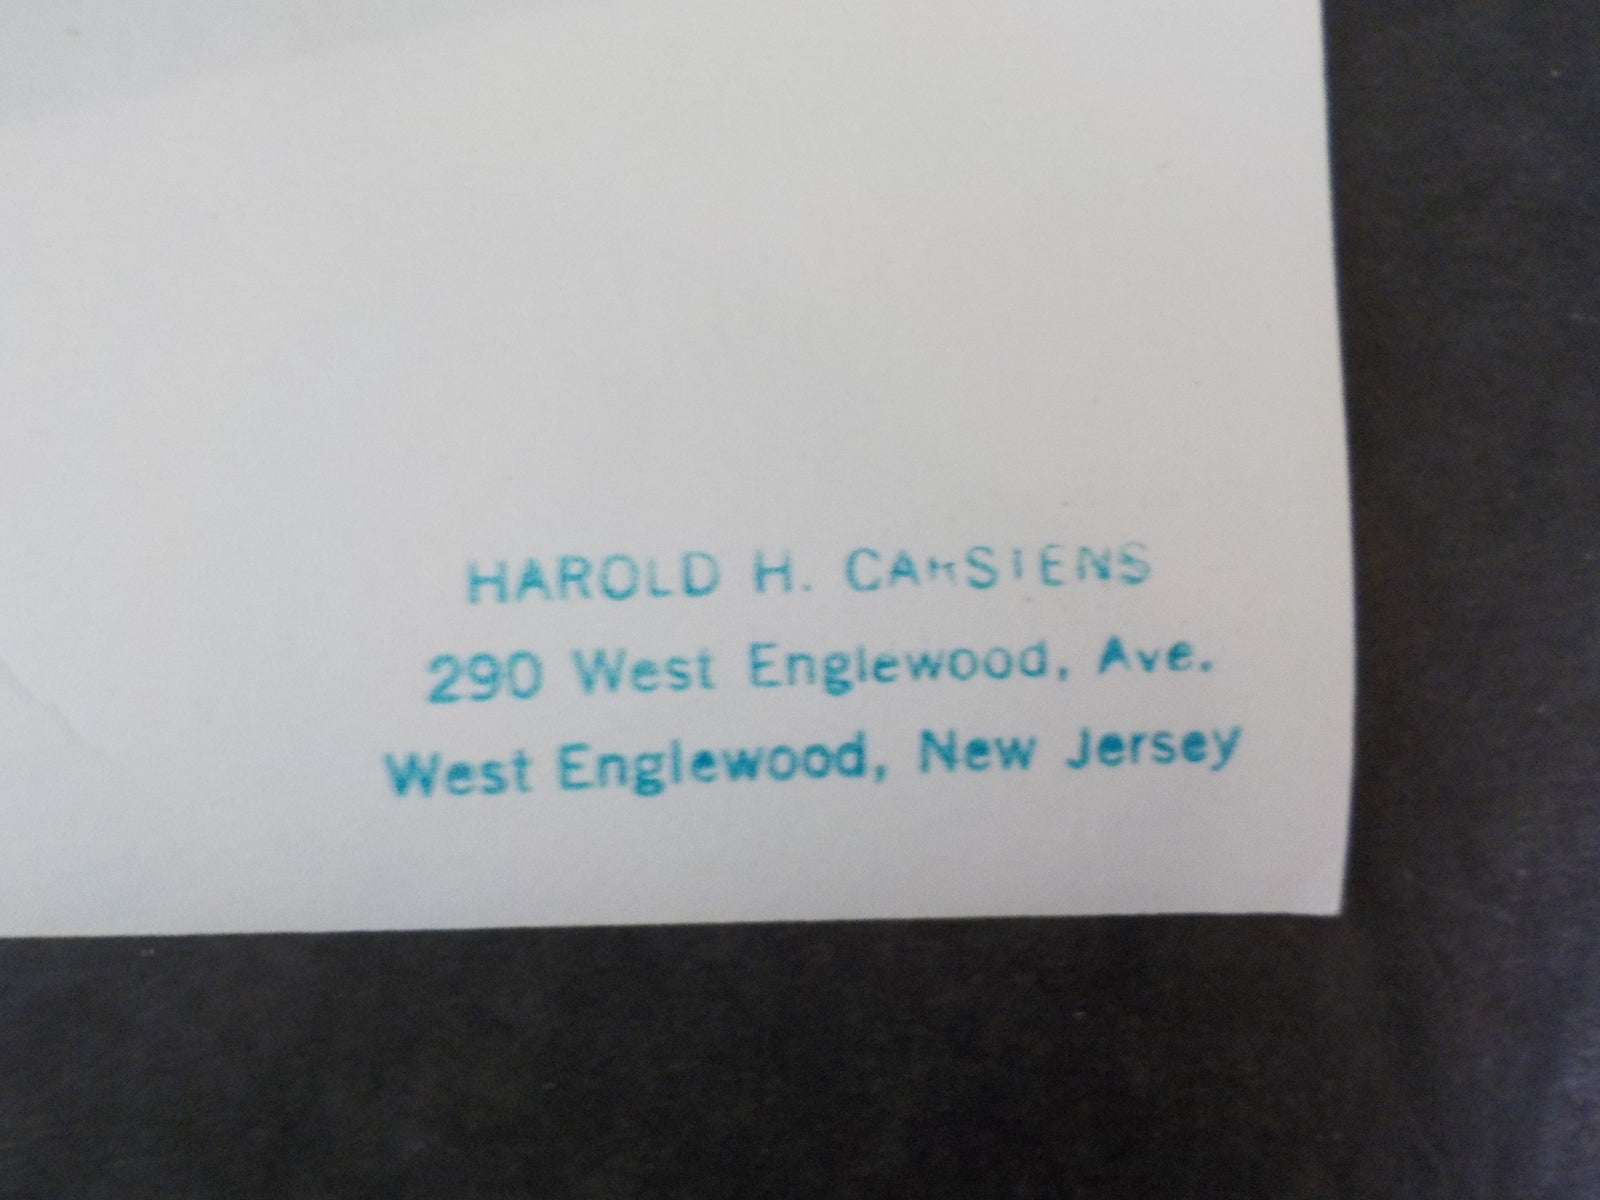 HAROLD H. CARSTENS
290 West Englewood, Ave.
West Englewood, New Jersey